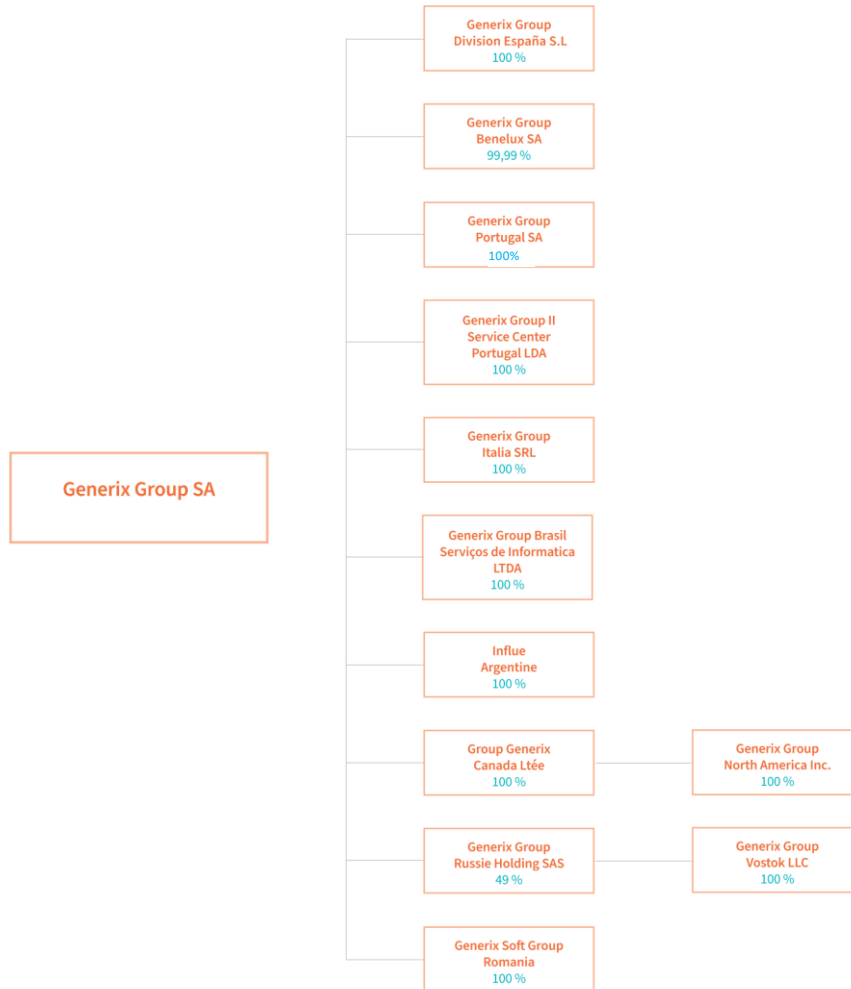 Generix Group
Division España S.L
100 %
Generix Group
Benelux SA
99,99 %
Generix Group
Portugal SA
100%
Generix Group II
Service Center
Portugal LDA
100 %
Generix Group
Italia SRL
100 %
Generix Group SA
Generix Group Brasil
Serviços de Informatica
LTDA
100 %
Influe
Argentine
100 %
Group Generix
Canada Ltée
100 %
Generix Group
North America Inc.
100 %
Generix Group
Russie Holding SAS
49 %
Generix Group
Vostok LLC
100 %
Generix Soft Group
Romania
100 %